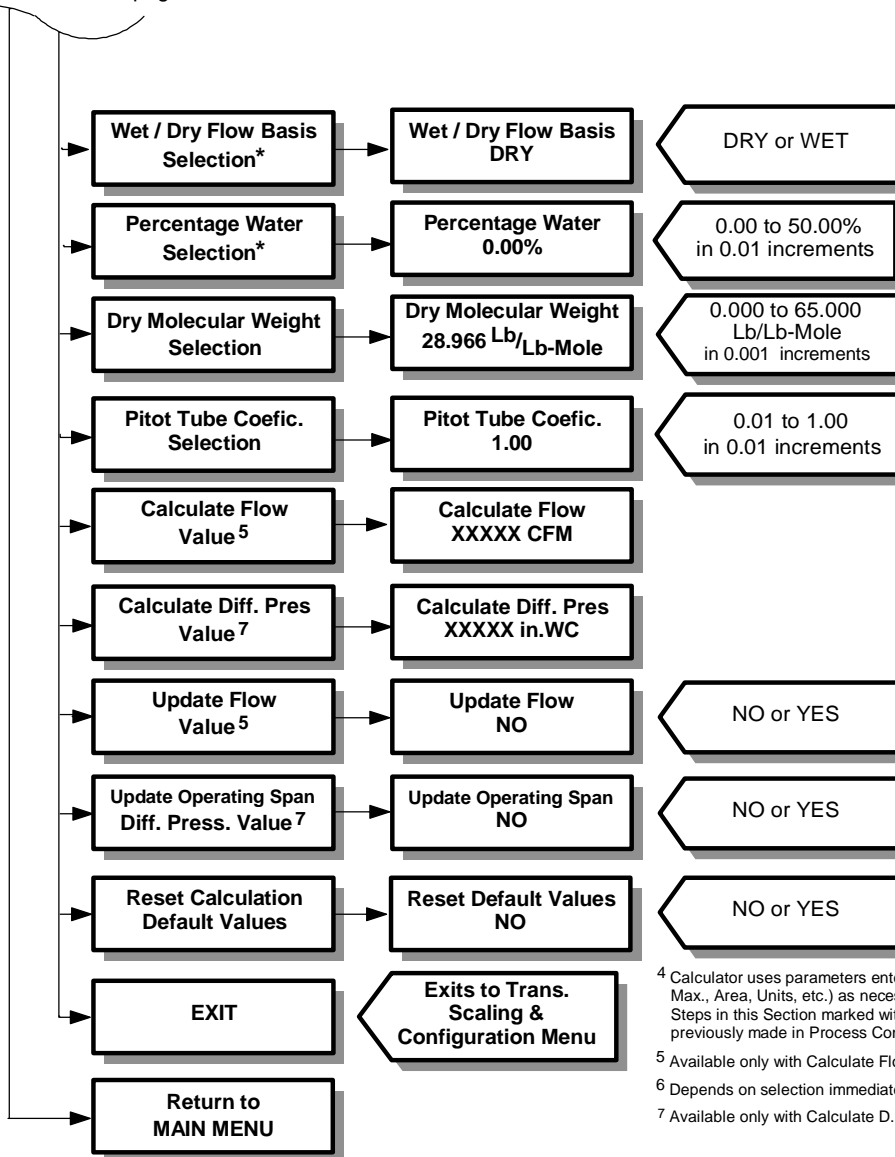 Wet / Dry Flow Basis
Selection*
Wet / Dry Flow Basis
DRY
DRY or WET
Percentage Water
Selection*
Percentage Water
0.00%
0.00 to 50.00%
in 0.01 increments
Dry Molecular Weight
Selection
Dry Molecular Weight
28.966 Lb/Lb-Mole
0.000 to 65.000
Lb/Lb-Mole
in 0.001 increments
Pitot Tube Coefic.
Selection
Pitot Tube Coefic.
1.00
0.01 to 1.00
in 0.01 increments
Calculate Flow
Value 5
Calculate Flow
XXXXX CFM
Calculate Diff. Pres
Value 7
Calculate Diff. Pres
XXXXX in.WC
Update Flow
Value 5
Update Flow
NO
NO or YES
Update Operating Span
Diff. Press. Value 7
Update Operating Span
NO
NO or YES
Reset Calculation
Default Values
Reset Default Values
NO
NO or YES
EXIT
Exits to Trans.
Scaling &
Configuration Menu
Return to
MAIN MENU
4 Calculator uses parameters
Max., Area, Units, etc.) as
Steps in this Section marked
previously made in Process
5 Available only with Calculate
6 Depends on selection
7 Available only with Calculate D.